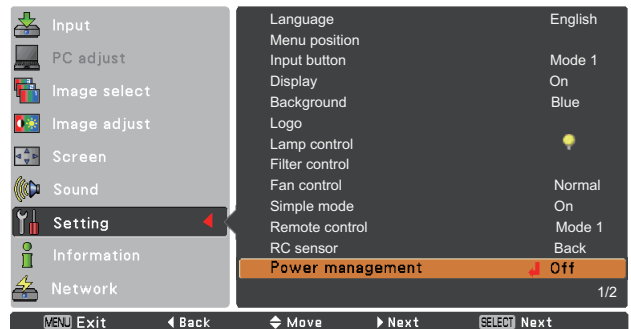 Input
PC adjust
Image select
Image adjust
Screen
Sound
Setting
Information
Network
Language English
Menu position
Input button Mode 1
Display On
Background Blue
Logo
Lamp control
Filter control
Fan control Normal
Simple mode On
Remote control Mode 1
RC sensor Back
Power management Off
1/2
MENU Exit Back Move Next SELECT Next